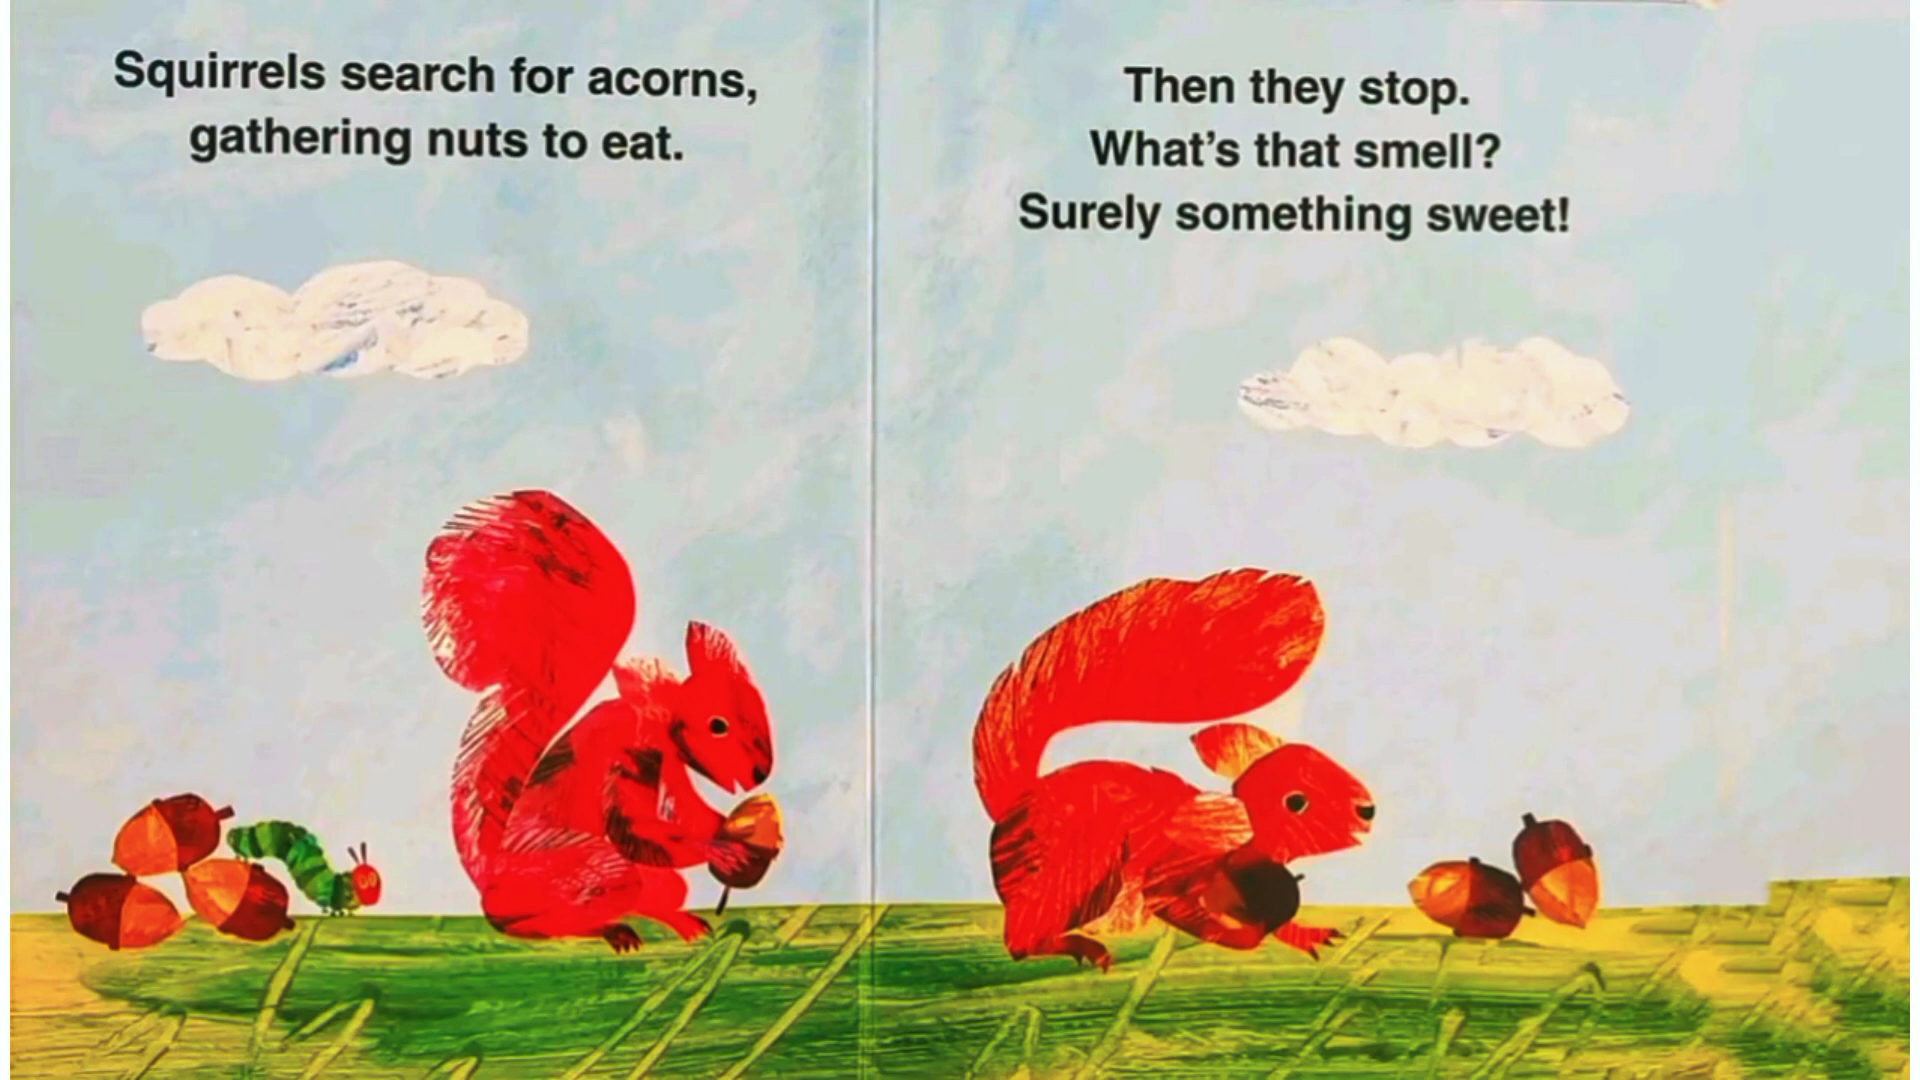 Squirrels search for acorns,
gathering nuts to eat.
Then they stop.
What's that smell?
Surely something sweet!